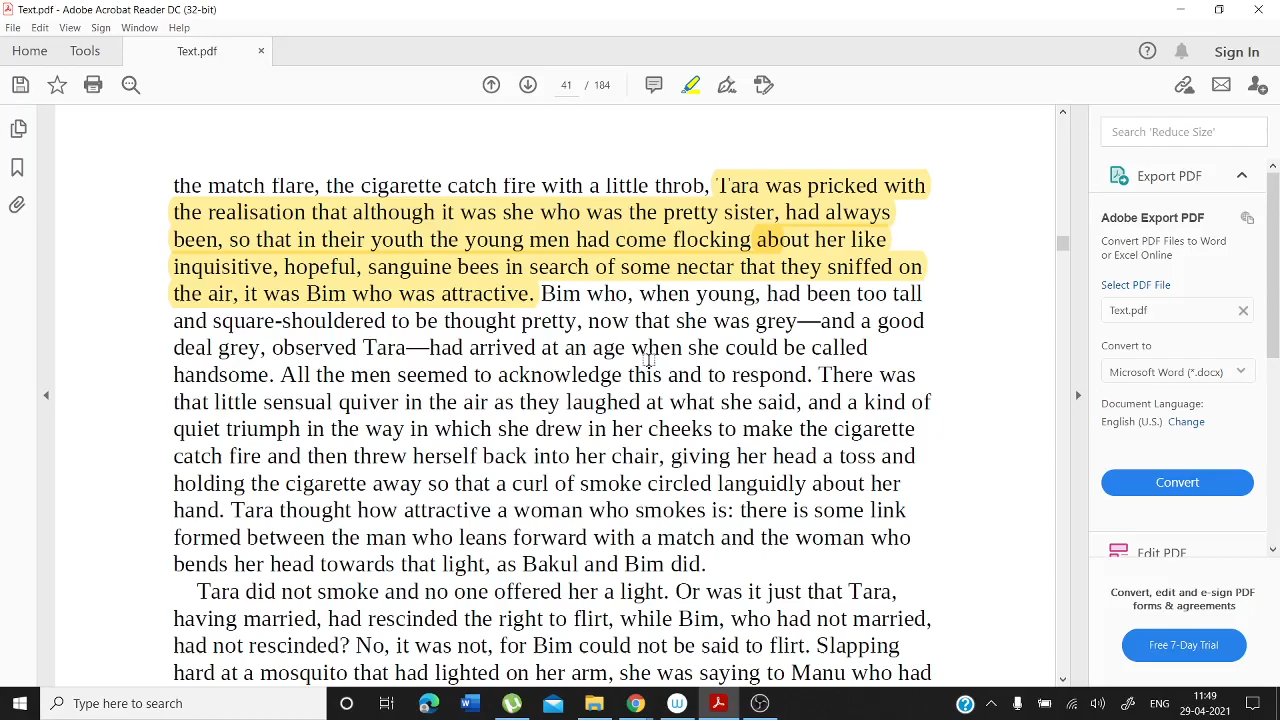 Text.pdf - Adobe Acrobat Reader DC (32-bit)
File Edit View Sign Window Help
Home Tools Text.pdf × Sign In
41 / 184
the match flare, the cigarette catch fire with a little throb, Tara was pricked with
the realisation that although it was she who was the pretty sister, had always
been, so that in their youth the young men had come flocking about her like
inquisitive, hopeful, sanguine bees in search of some nectar that they sniffed on
the air, it was Bim who was attractive. Bim who, when young, had been too tall
and square-shouldered to be thought pretty, now that she was grey—and a good
deal grey, observed Tara—had arrived at an age when she could be called
handsome. All the men seemed to acknowledge this and to respond. There was
that little sensual quiver in the air as they laughed at what she said, and a kind of
quiet triumph in the way in which she drew in her cheeks to make the cigarette
catch fire and then threw herself back into her chair, giving her head a toss and
holding the cigarette away so that a curl of smoke circled languidly about her
hand. Tara thought how attractive a woman who smokes is: there is some link
formed between the man who leans forward with a match and the woman who
bends her head towards that light, as Bakul and Bim did.
Tara did not smoke and no one offered her a light. Or was it just that Tara,
having married, had rescinded the right to flirt, while Bim, who had not married,
had not rescinded? No, it was not, for Bim could not be said to flirt. Slapping
hard at a mosquito that had lighted on her arm, she was saying to Manu who had
Search 'Reduce Size'
Export PDF
Adobe Export PDF
Convert PDF Files to Word
or Excel Online
Select PDF File
Text.pdf
Convert to
Microsoft Word (*.docx)
Document Language:
English (U.S.) Change
Convert
Edit PDF
Convert, edit and e-sign PDF
forms & agreements
Free 7-Day Trial
Type here to search
ENG
11:49
29-04-2021